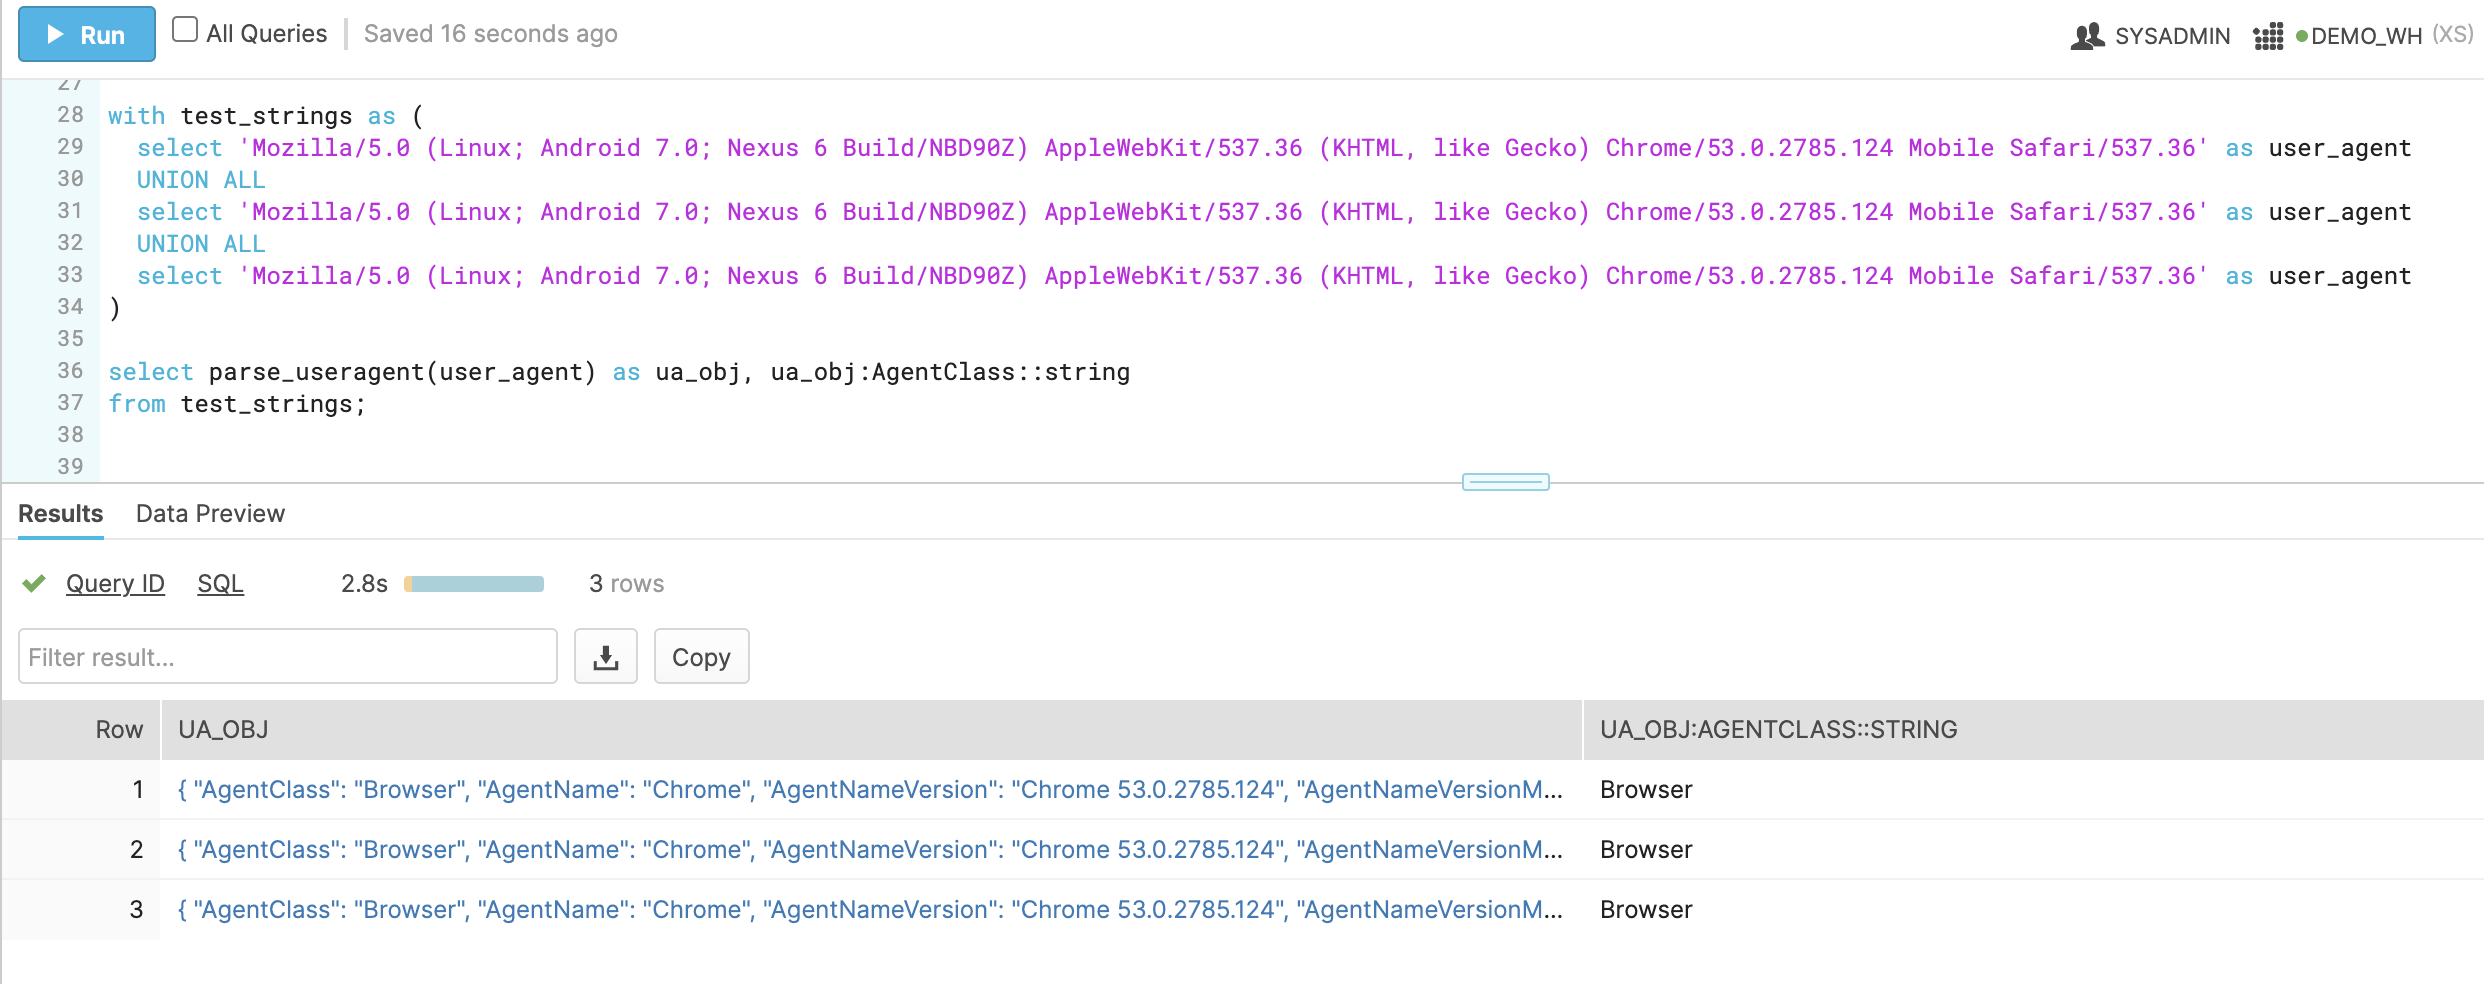 Run All Queries Saved 16 seconds ago SYSADMIN DEMO_WH (XS)
27
28 with test_strings as (
29 select 'Mozilla/5.0 (Linux; Android 7.0; Nexus 6 Build/NBD90Z) AppleWebKit/537.36 (KHTML, like Gecko) Chrome/53.0.2785.124 Mobile Safari/537.36' as user_agent
30 UNION ALL
31 select 'Mozilla/5.0 (Linux; Android 7.0; Nexus 6 Build/NBD90Z) AppleWebKit/537.36 (KHTML, like Gecko) Chrome/53.0.2785.124 Mobile Safari/537.36' as user_agent
32 UNION ALL
33 select 'Mozilla/5.0 (Linux; Android 7.0; Nexus 6 Build/NBD90Z) AppleWebKit/537.36 (KHTML, like Gecko) Chrome/53.0.2785.124 Mobile Safari/537.36' as user_agent
34 )
35
36 select parse_useragent(user_agent) as ua_obj, ua_obj:AgentClass::string
37 from test_strings;
38
39
Results Data Preview
Query ID SQL 2.8s 3 rows
Filter result... Copy
Row UA_OBJ UA_OBJ:AGENTCLASS::STRING
1 { "AgentClass": "Browser", "AgentName": "Chrome", "AgentNameVersion": "Chrome 53.0.2785.124", "AgentNameVersionM... Browser
2 { "AgentClass": "Browser", "AgentName": "Chrome", "AgentNameVersion": "Chrome 53.0.2785.124", "AgentNameVersionM... Browser
3 { "AgentClass": "Browser", "AgentName": "Chrome", "AgentNameVersion": "Chrome 53.0.2785.124", "AgentNameVersionM... Browser